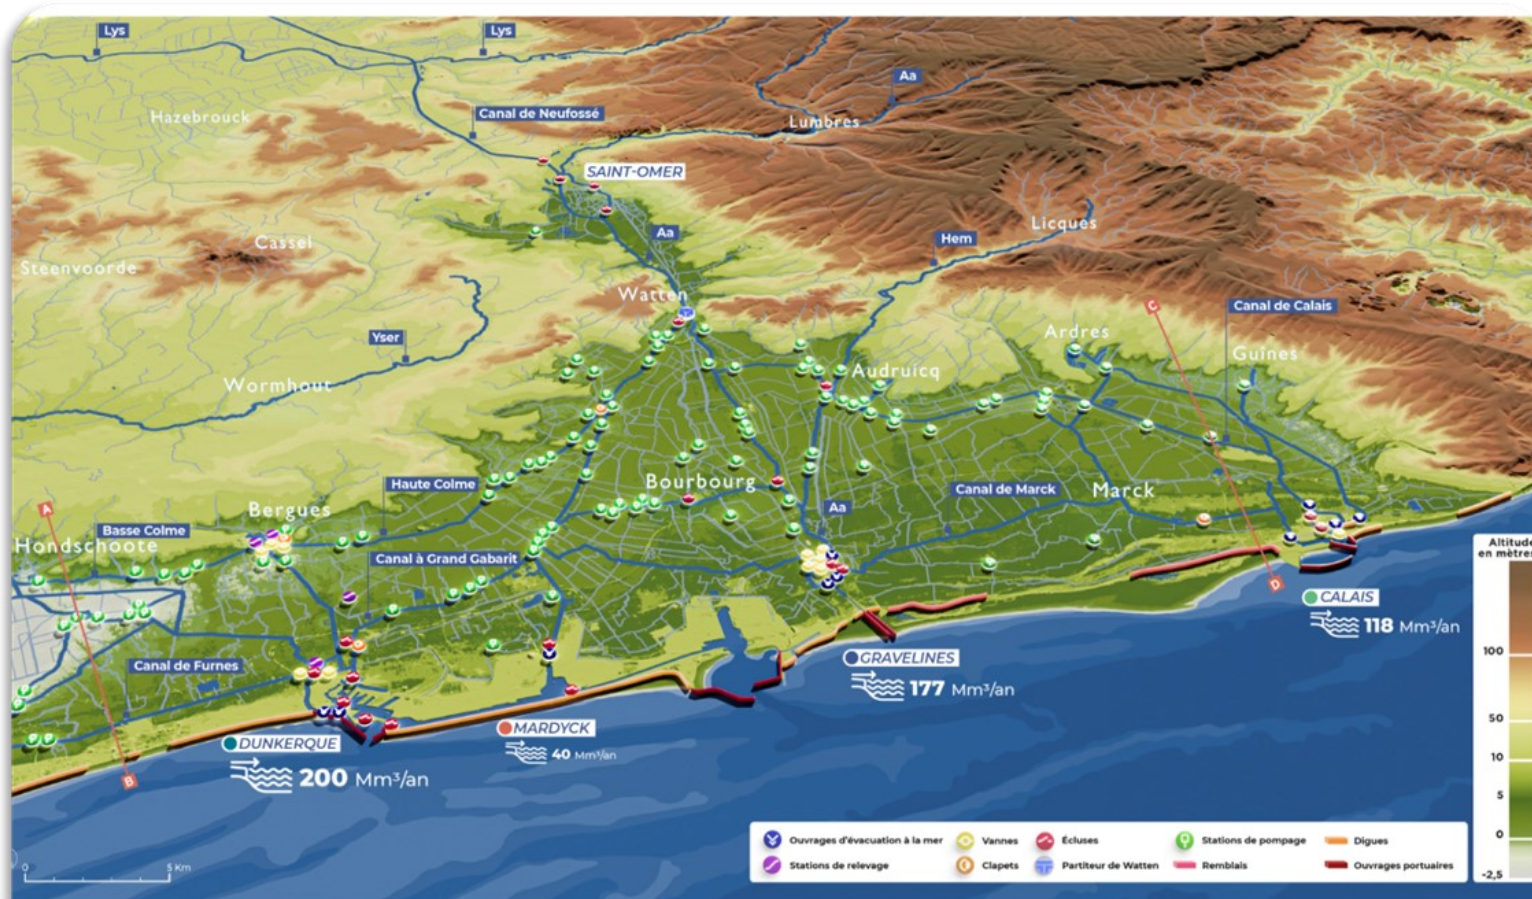 Lys
Lys
Aa
Canal de Neufossé
Hazebrouck
Lumbres
SAINT-OMER
Licques
Aa
Hem
Cassel
Steenvoorde
Watten
C
Canal de Calais
Yser
Ardres
Guînes
Wormhout
Audruicq
Haute Colme
Bourbourg
Canal de Marck
Marck
A
Bergues
Aa
Basse Colme
Hondschoote
Canal à Grand Gabarit
Altitude
en mètres
D
CALAIS
118 Mm³/an
Canal de Furnes
GRAVELINES
177 Mm³/an
100
MARDYCK
40 Mm³/an
DUNKERQUE
200 Mm³/an
B
50
10
5
0
-2,5
Ouvrages d'évacuation à la mer
Vannes
Écluses
Stations de pompage
Digues
Stations de relevage
Clapets
Partiteur de Watten
Remblais
Ouvrages portuaires
0 5 Km